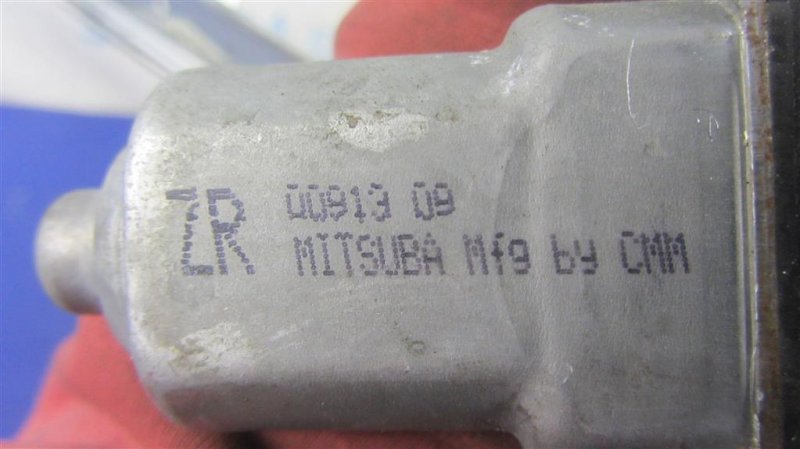 ZR 00913 09
MITSUBA Mfg by CMM